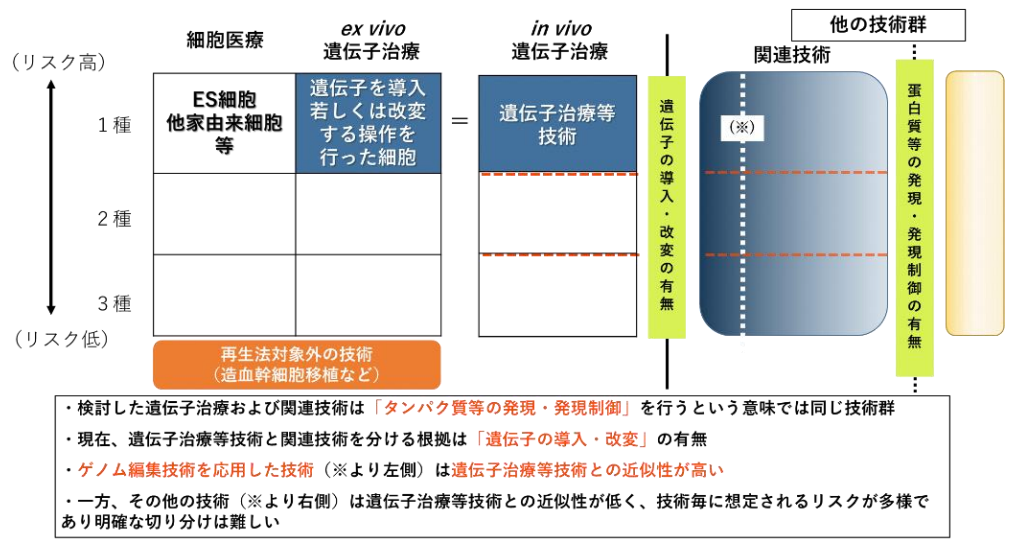 他の技術群
細胞医療
ex vivo
遺伝子治療
in vivo
遺伝子治療
関連技術
（リスク高）
1種
2種
3種
（リスク低）
ES細胞
他家由来細胞
等
遺伝子を導入
若しくは改変
する操作を
行った細胞
＝
遺伝子治療等
技術
遺伝子の導入・改変の有無
（※）
蛋白質等の発現・発現制御の有無
再生法対象外の技術
（造血幹細胞移植など）
・検討した遺伝子治療および関連技術は「タンパク質等の発現・発現制御」を行うという意味では同じ技術群
・現在、遺伝子治療等技術と関連技術を分ける根拠は「遺伝子の導入・改変」の有無
・ゲノム編集技術を応用した技術（※より左側）は遺伝子治療等技術との近似性が高い
・一方、その他の技術（※より右側）は遺伝子治療等技術との近似性が低く、技術毎に想定されるリスクが多様で
あり明確な切り分けは難しい